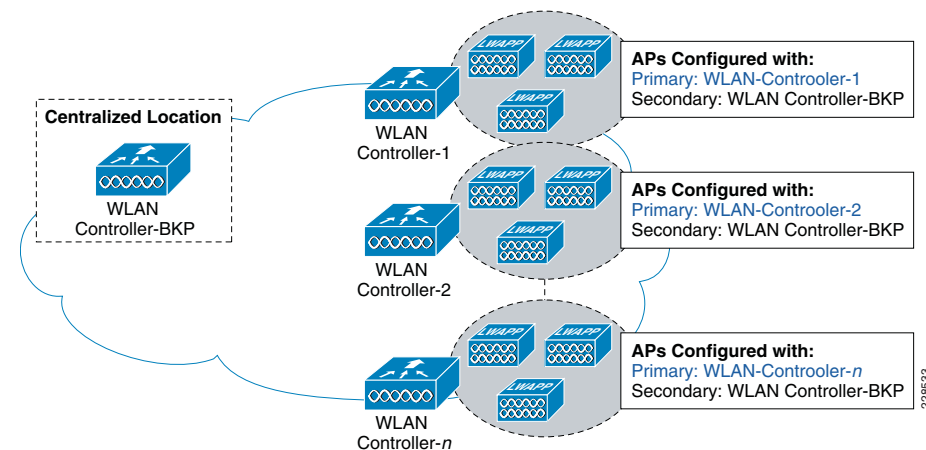 LWAPP
LWAPP
LWAPP
APs Configured with:
Primary: WLAN-Controoler-1
Secondary: WLAN Controller-BKP
WLAN
Controller-1
Centralized Location
WLAN
Controller-BKP
LWAPP
LWAPP
LWAPP
APs Configured with:
Primary: WLAN-Controoler-2
Secondary: WLAN Controller-BKP
WLAN
Controller-2
LWAPP
LWAPP
LWAPP
APs Configured with:
Primary: WLAN-Controoler-n
Secondary: WLAN Controller-BKP
WLAN
Controller-n